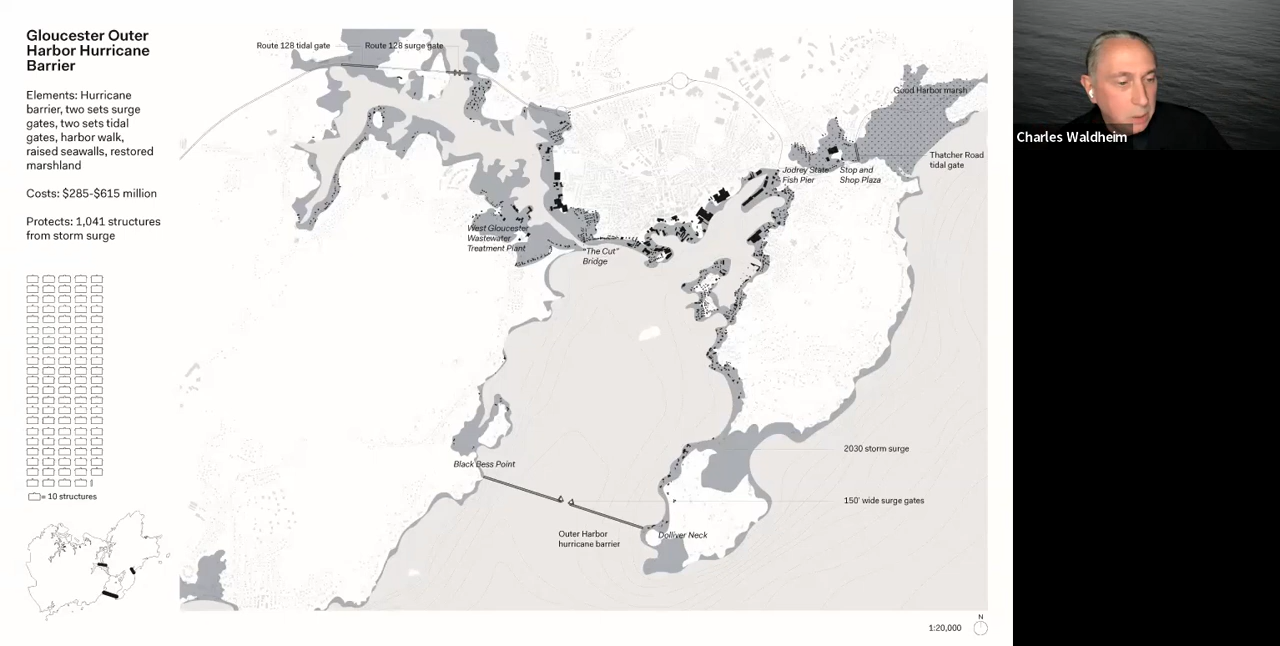 Gloucester Outer
Harbor Hurricane
Barrier
Elements: Hurricane
barrier, two sets surge
gates, two sets tidal
gates, harbor walk,
raised seawalls, restored
marshland
Costs: $285-$615 million
Protects: 1,041 structures
from storm surge
= 10 structures
Route 128 tidal gate
Route 128 surge gate
Good Harbor marsh
Thatcher Road
tidal gate
Jodrey State
Fish Pier
Stop and
Shop Plaza
West Gloucester
Wastewater
Treatment Plant
"The Cut"
Bridge
2030 storm surge
Black Bess Point
150' wide surge gates
Outer Harbor
hurricane barrier
Dolliver Neck
1:20,000
N
Charles Waldheim